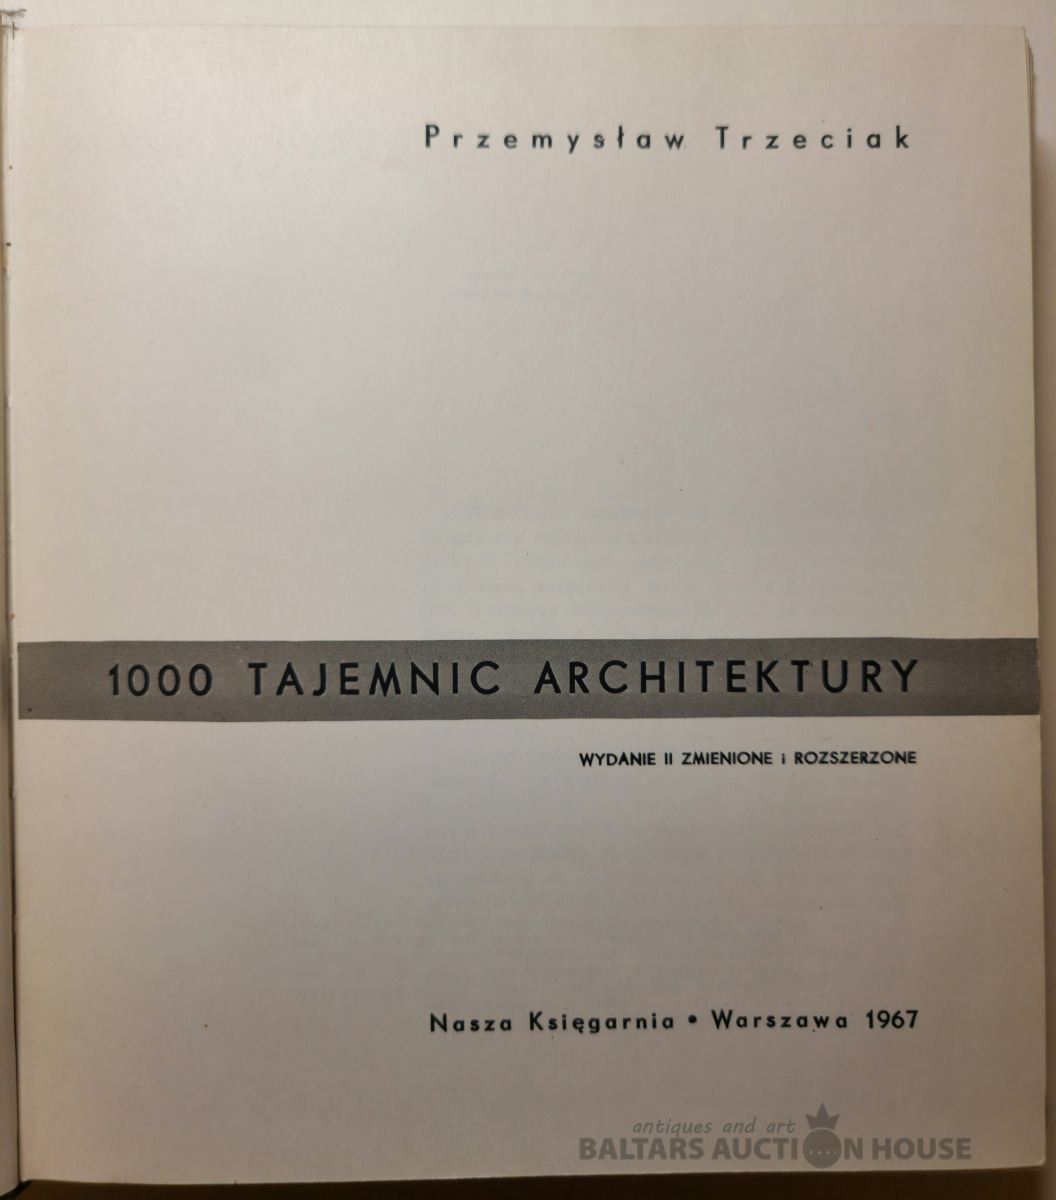 Przemysław Trzeciak
1000 TAJEMNIC ARCHITEKTURY
WYDANIE II ZMIENIONE i ROZSZERZONE
Nasza Księgarnia • Warszawa 1967
antiques and art
BALTARS AUCTION HOUSE